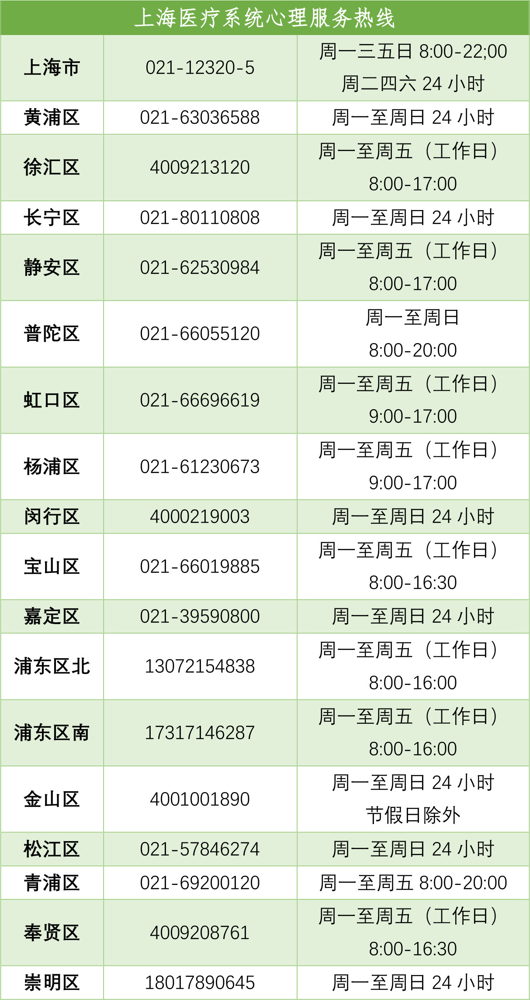 上海医疗系统心理服务热线
上海市 021-12320-5 周一三五日 8:00-22;00
周二四六 24 小时
黄浦区 021-63036588 周一至周日 24 小时
徐汇区 4009213120 周一至周五（工作日）
8:00-17:00
长宁区 021-80110808 周一至周日 24 小时
静安区 021-62530984 周一至周五（工作日）
8:00-17:00
普陀区 021-66055120 周一至周日
8:00-20:00
虹口区 021-66696619 周一至周五（工作日）
9:00-17:00
杨浦区 021-61230673 周一至周五（工作日）
9:00-17:00
闵行区 4000219003 周一至周日 24 小时
宝山区 021-66019885 周一至周五（工作日）
8:00-16:30
嘉定区 021-39590800 周一至周日 24 小时
浦东区北 13072154838 周一至周五（工作日）
8:00-16:00
浦东区南 17317146287 周一至周五（工作日）
8:00-16:00
金山区 4001001890 周一至周日 24 小时
节假日除外
松江区 021-57846274 周一至周日 24 小时
青浦区 021-69200120 周一至周五 8:00-20:00
奉贤区 4009208761 周一至周五（工作日）
8:00-16:30
崇明区 18017890645 周一至周日 24 小时